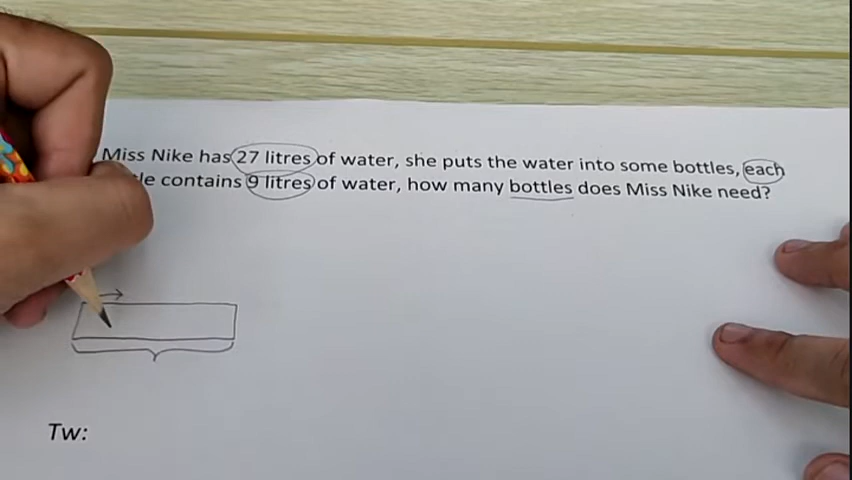 Miss Nike has 27 litres of water, she puts the water into some bottles, each
contains 9 litres of water, how many bottles does Miss Nike need?
Tw: